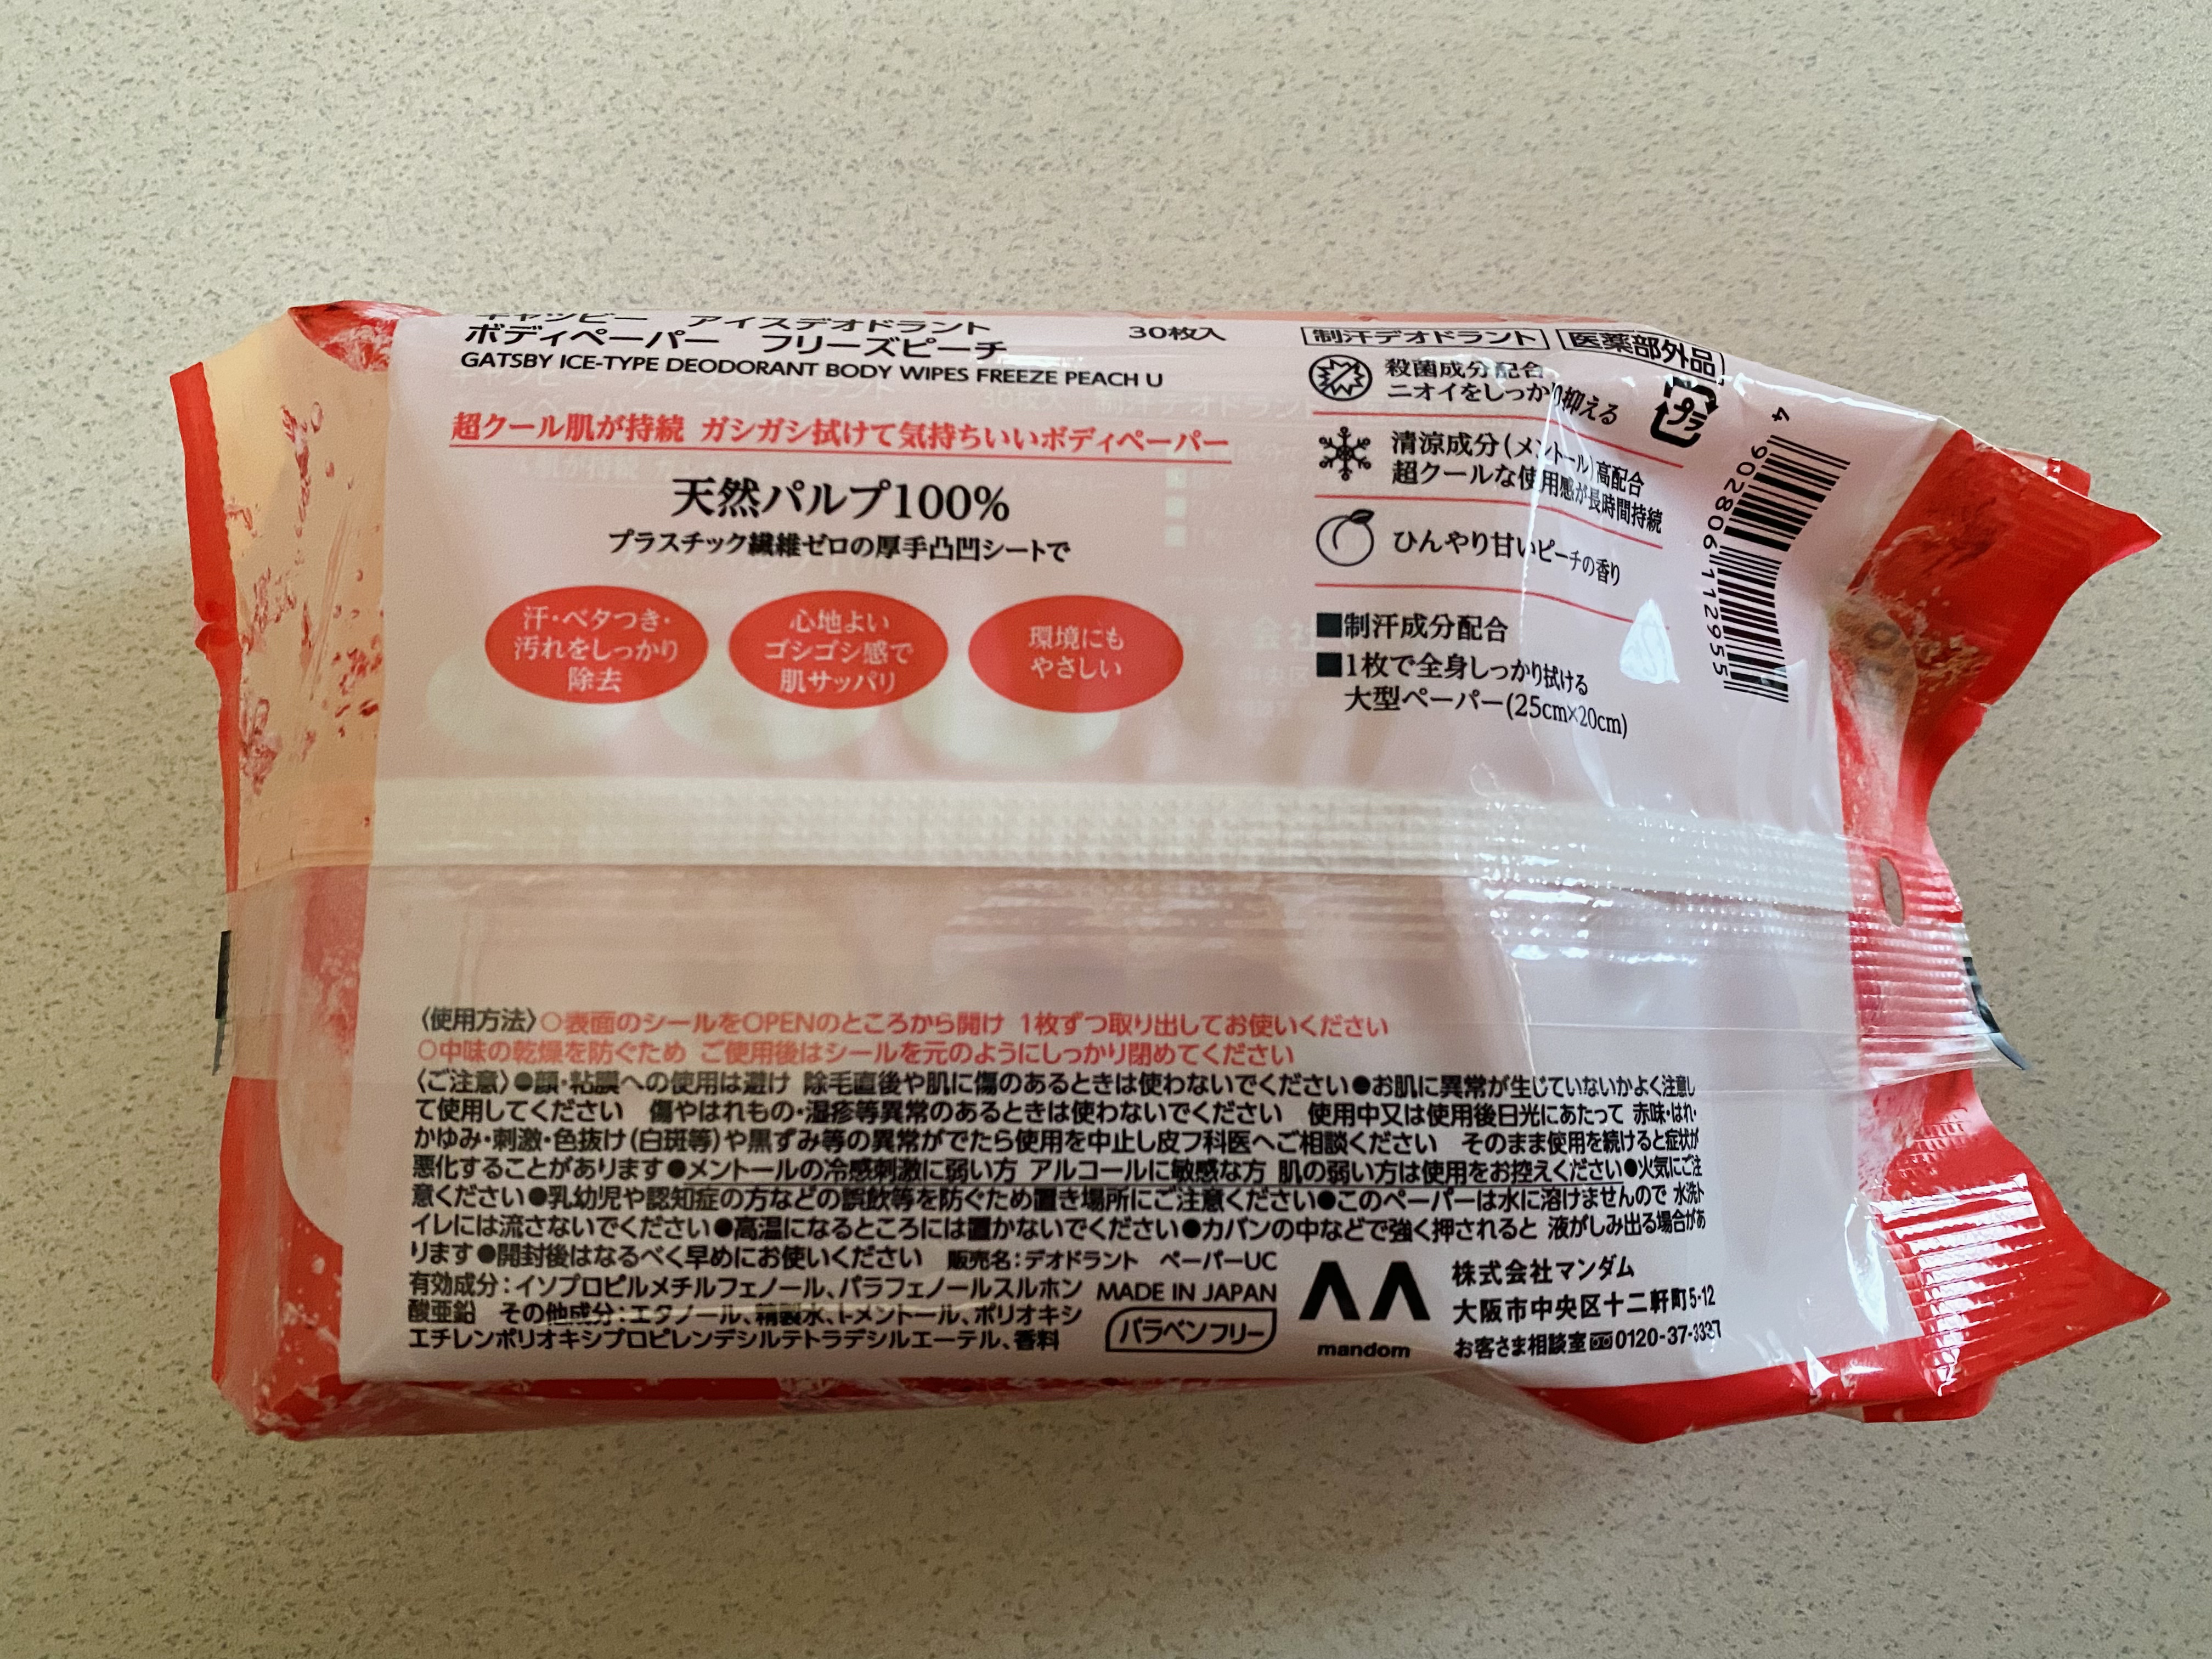 ギャツビー アイスデオドラント
ボディペーパー フリーズピーチ
30枚入
GATSBY ICE-TYPE DEODORANT BODY WIPES FREEZE PEACH U
超クール肌が持続 ガシガシ拭けて気持ちいいボディペーパー
天然パルプ100%
プラスチック繊維ゼロの厚手凸凹シートで
汗・ベタつき・
汚れをしっかり
除去
心地よい
ゴシゴシ感で
肌サッパリ
環境にも
やさしい
制汗デオドラント 医薬部外品
殺菌成分配合
ニオイをしっかり抑える
プラ
清涼成分(メントール)高配合
超クールな使用感が長時間持続
ひんやり甘いピーチの香り
■制汗成分配合
■1枚で全身しっかり拭ける
大型ペーパー(25cm×20cm)
4 902806 112955
〈使用方法〉○表面のシールをOPENのところから開け 1枚ずつ取り出してお使いください
○中味の乾燥を防ぐため ご使用後はシールを元のようにしっかり閉めてください
〈ご注意〉●顔・粘膜への使用は避け 除毛直後や肌に傷のあるときは使わないでください●お肌に異常が生じていないかよく注意し
て使用してください 傷やはれもの・湿疹等異常のあるときは使わないでください 使用中又は使用後日光にあたって 赤味・はれ・
かゆみ・刺激・色抜け(白斑等)や黒ずみ等の異常がでたら使用を中止し皮フ科医へご相談ください そのまま使用を続けると症状が
悪化することがあります●メントールの冷感刺激に弱い方 アルコールに敏感な方 肌の弱い方は使用をお控えください●火気にご注
意ください●乳幼児や認知症の方などの誤飲等を防ぐため置き場所にご注意ください●このペーパーは水に溶けませんので 水洗ト
イレには流さないでください●高温になるところには置かないでください●カバンの中などで強く押されると 液がしみ出る場合があ
ります●開封後はなるべく早めにお使いください 販売名:デオドラント ペーパーUC
有効成分:イソプロピルメチルフェノール、パラフェノールスルホン
酸亜鉛 その他成分:エタノール、精製水、l-メントール、ポリオキシ
エチレンポリオキシプロピレンデシルテトラデシルエーテル、香料
MADE IN JAPAN
パラベンフリー
mandom
株式会社マンダム
大阪市中央区十二軒町5-12
お客さま相談室 0120-37-3337